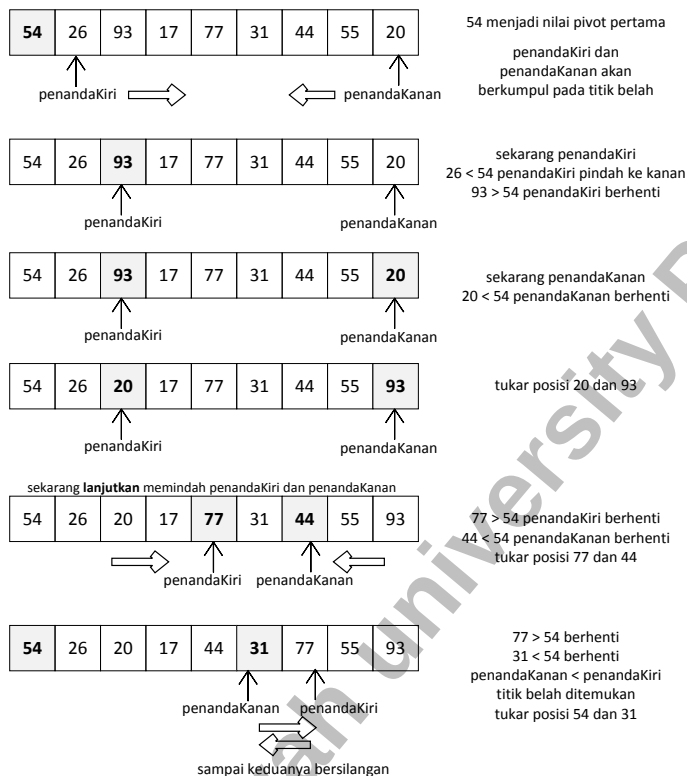 54 26 93 17 77 31 44 55 20
penandaKiri
penandaKanan
54 menjadi nilai pivot pertama
penandaKiri dan
penandaKanan akan
berkumpul pada titik belah
54 26 93 17 77 31 44 55 20
penandaKiri
penandaKanan
sekarang penandaKiri
26 < 54 penandaKiri pindah ke kanan
93 > 54 penandaKiri berhenti
54 26 93 17 77 31 44 55 20
penandaKiri
penandaKanan
sekarang penandaKanan
20 < 54 penandaKanan berhenti
54 26 20 17 77 31 44 55 93
penandaKiri
penandaKanan
tukar posisi 20 dan 93
sekarang lanjutkan memindah penandaKiri dan penandaKanan
54 26 20 17 77 31 44 55 93
penandaKiri
penandaKanan
77 > 54 penandaKiri berhenti
44 < 54 penandaKanan berhenti
tukar posisi 77 dan 44
54 26 20 17 44 31 77 55 93
penandaKanan
penandaKiri
sampai keduanya bersilangan
77 > 54 berhenti
31 < 54 berhenti
penandaKanan < penandaKiri
titik belah ditemukan
tukar posisi 54 dan 31
university